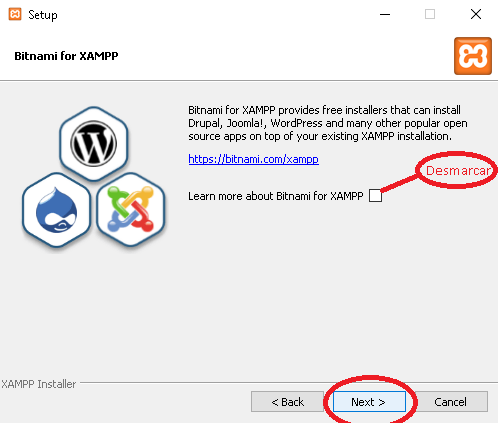 Setup
Bitnami for XAMPP
Bitnami for XAMPP provides free installers that can install
Drupal, Joomla!, WordPress and many other popular open
source apps on top of your existing XAMPP installation.
https://bitnami.com/xampp
Desmarcar
Learn more about Bitnami for XAMPP
XAMPP Installer
< Back
Next >
Cancel